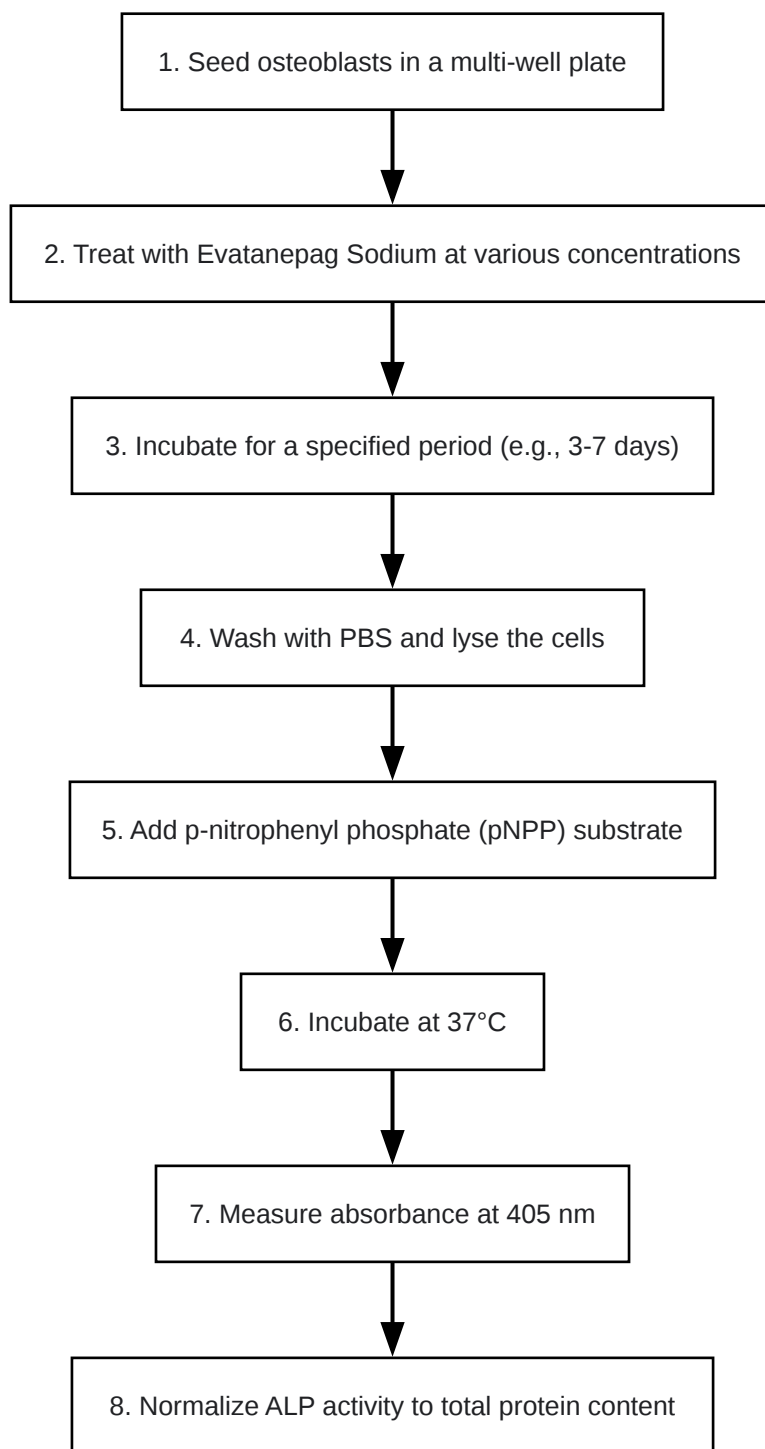 1. Seed osteoblasts in a multi-well plate
2. Treat with Evatanepag Sodium at various concentrations
3. Incubate for a specified period (e.g., 3-7 days)
4. Wash with PBS and lyse the cells
5. Add p-nitrophenyl phosphate (pNPP) substrate
6. Incubate at 37°C
7. Measure absorbance at 405 nm
8. Normalize ALP activity to total protein content